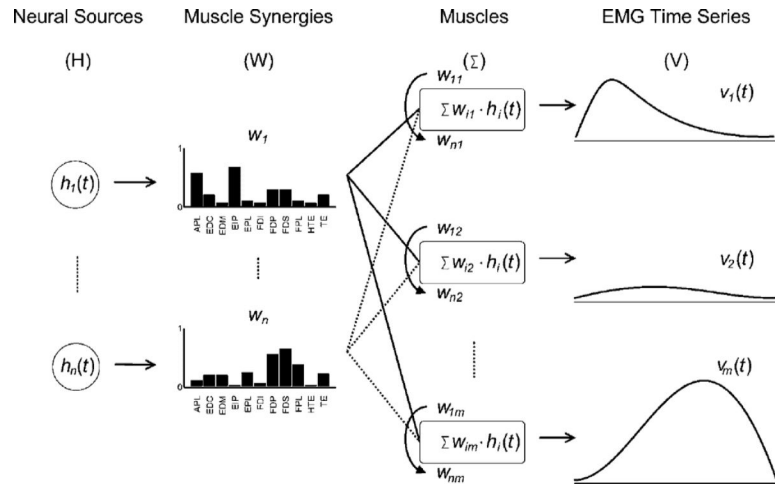 Neural Sources Muscle Synergies Muscles EMG Time Series
(H) (W) (Σ) (V)
w11
v1(t)
Σwi1·hi(t)
w1
wn1
1
h1(t)
0
APL EDC EDM EIP EPL FDI FDP FDS FPL HTE TE
w12
v2(t)
Σwi2·hi(t)
wn2
wn
1
vm(t)
hn(t)
0
APL EDC EDM EIP EPL FDI FDP FDS FPL HTE TE
w1m
Σwim·hi(t)
wnm